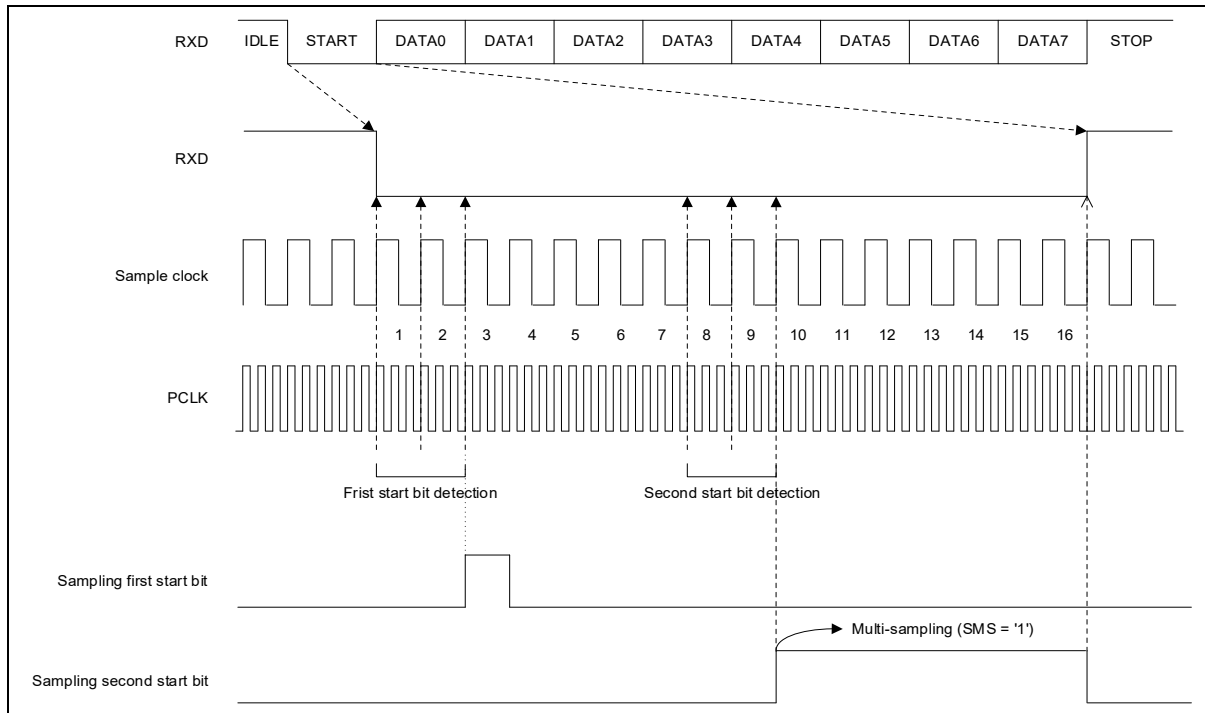 RXD IDLE START DATA0 DATA1 DATA2 DATA3 DATA4 DATA5 DATA6 DATA7 STOP
RXD
Sample clock
1 2 3 4 5 6 7 8 9 10 11 12 13 14 15 16
PCLK
Frist start bit detection Second start bit detection
Sampling first start bit
Multi-sampling (SMS = '1')
Sampling second start bit